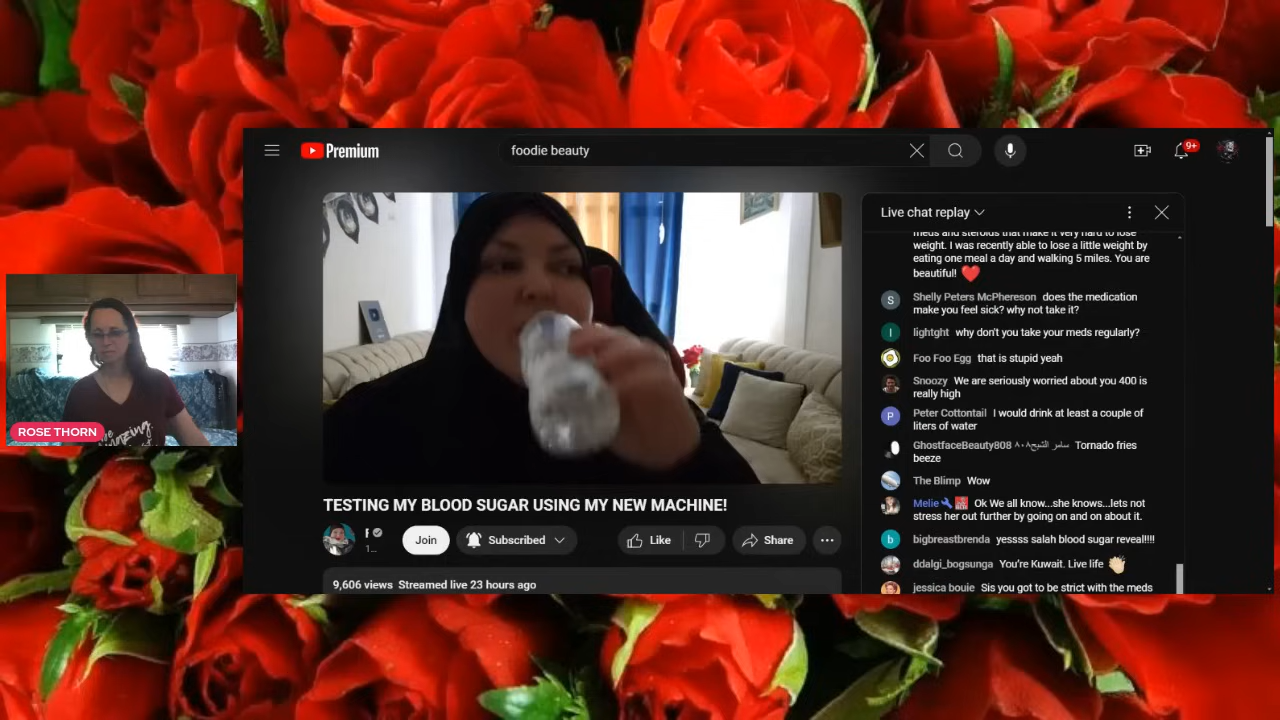 Premium
foodie beauty
9+
Live chat replay
meds and steroids that make it very hard to lose
weight. I was recently able to lose a little weight by
eating one meal a day and walking 5 miles. You are
beautiful! ❤️
S Shelly Peters McPhereson does the medication
make you feel sick? why not take it?
l lightght why don't you take your meds regularly?
Foo Foo Egg that is stupid yeah
Snoozy We are seriously worried about you 400 is
really high
P Peter Cottontail I would drink at least a couple of
liters of water
GhostfaceBeauty808 سامر الشبح٨٠٨ Tornado fries
beeze
The Blimp Wow
Melie Ok We all know...she knows...lets not
stress her out further by going on and on about it.
b bigbreastbrenda yessss salah blood sugar reveal!!!!
ddalgi_bogsunga You're Kuwait. Live life 👏🏻
jessica bouie Sis you got to be strict with the meds
TESTING MY BLOOD SUGAR USING MY NEW MACHINE!
F
1...
Join
Subscribed
Like
Share
9,606 views Streamed live 23 hours ago
ROSE THORN